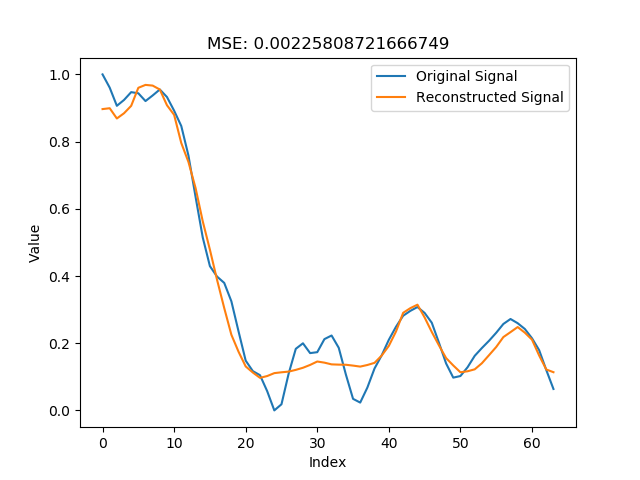 MSE: 0.00225808721666749
Original Signal
Reconstructed Signal
1.0
0.8
0.6
0.4
0.2
0.0
Value
0 10 20 30 40 50 60
Index